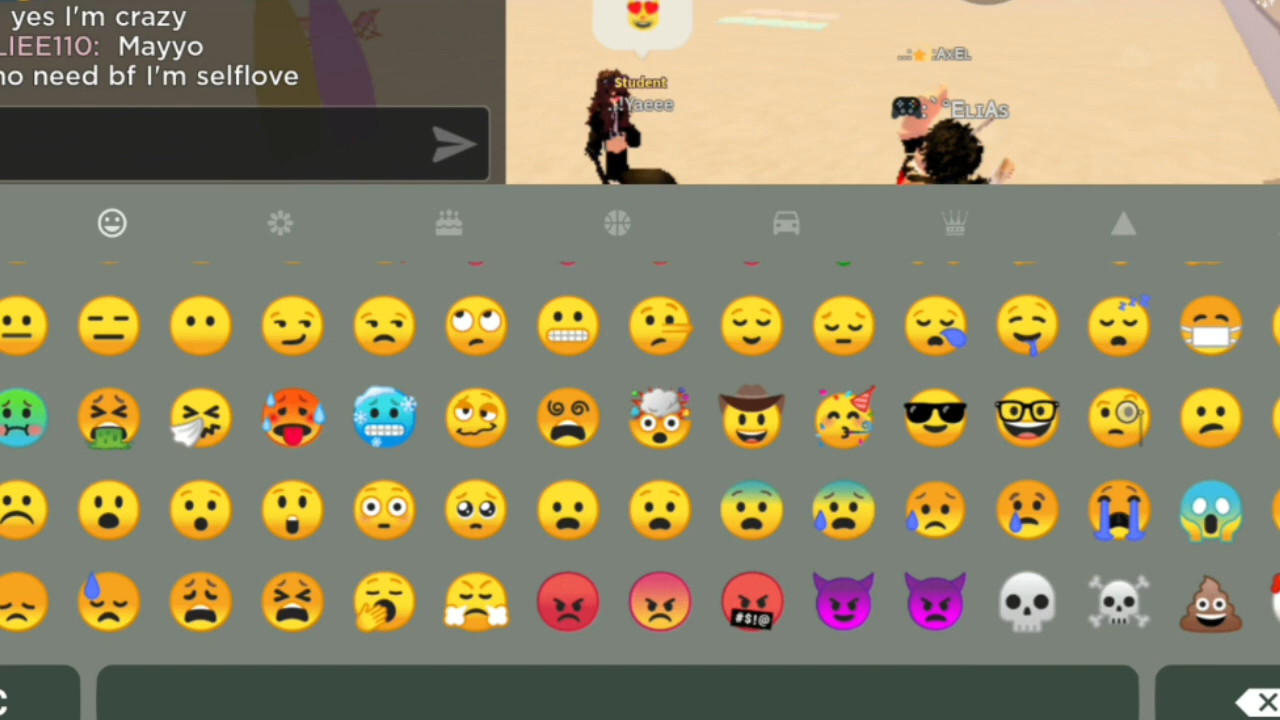 yes I'm crazy
LIEE110: Mayyo
no need bf I'm selflove
Student
..!Yaeee
..:⭐ :AxEL
🎮:`°ELIAs
#$!@
C